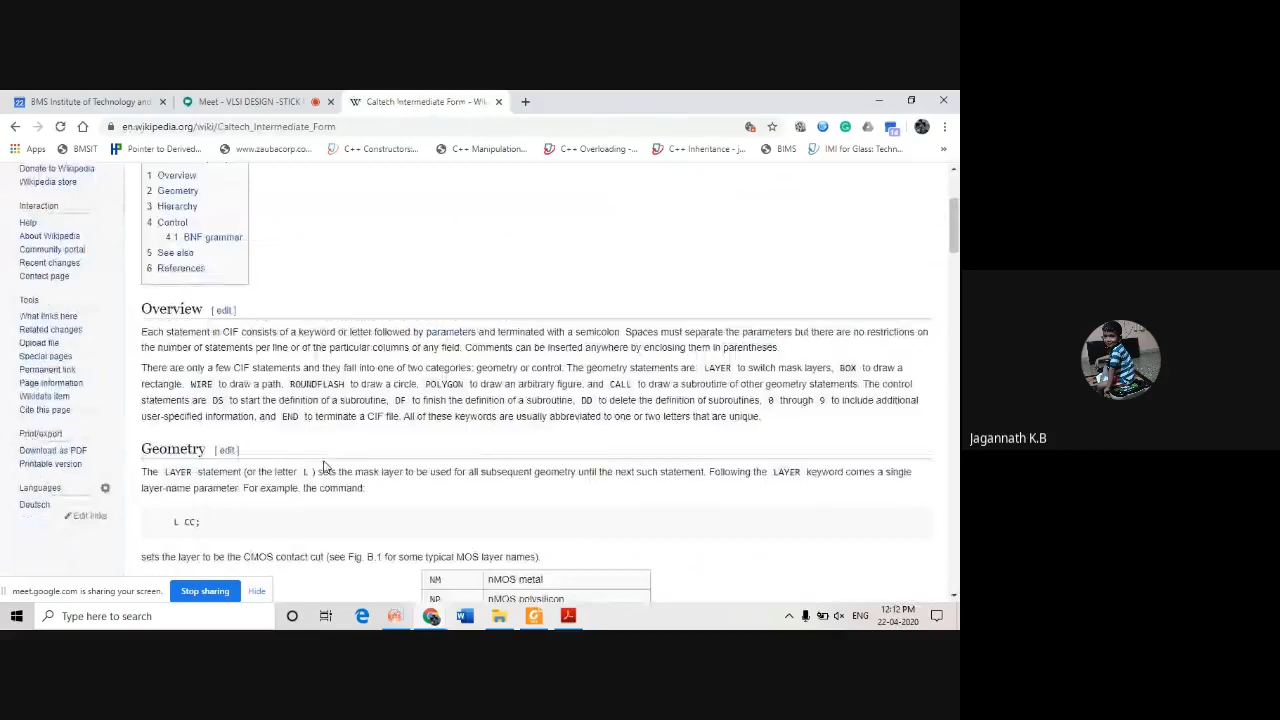 BMS Institute of Technology and
Meet - VLSI DESIGN -STICK
Caltech Intermediate Form - Wik
en.wikipedia.org/wiki/Caltech_Intermediate_Form
Apps
BMSIT
Pointer to Derived...
www.zaubacorp.co...
C++ Constructors:...
C++ Manipulation...
C++ Overloading -...
C++ Inheritance - j...
BIMS
IMI for Glass: Techn...
»
Donate to Wikipedia
Wikipedia store
Interaction
Help
About Wikipedia
Community portal
Recent changes
Contact page
Tools
What links here
Related changes
Upload file
Special pages
Permanent link
Page information
Wikidata item
Cite this page
Print/export
Download as PDF
Printable version
Languages
Deutsch
Edit links
1 Overview
2 Geometry
3 Hierarchy
4 Control
4.1 BNF grammar
5 See also
6 References
Overview [ edit ]
Each statement in CIF consists of a keyword or letter followed by parameters and terminated with a semicolon. Spaces must separate the parameters but there are no restrictions on
the number of statements per line or of the particular columns of any field. Comments can be inserted anywhere by enclosing them in parentheses.
There are only a few CIF statements and they fall into one of two categories: geometry or control. The geometry statements are: LAYER to switch mask layers, BOX to draw a
rectangle, WIRE to draw a path, ROUNDFLASH to draw a circle, POLYGON to draw an arbitrary figure, and CALL to draw a subroutine of other geometry statements. The control
statements are DS to start the definition of a subroutine, DF to finish the definition of a subroutine, DD to delete the definition of subroutines, 0 through 9 to include additional
user-specified information, and END to terminate a CIF file. All of these keywords are usually abbreviated to one or two letters that are unique.
Geometry [ edit ]
The LAYER statement (or the letter L ) sets the mask layer to be used for all subsequent geometry until the next such statement. Following the LAYER keyword comes a single
layer-name parameter. For example, the command:
L CC;
sets the layer to be the CMOS contact cut (see Fig. B.1 for some typical MOS layer names).
NM nMOS metal
NP nMOS polysilicon
meet.google.com is sharing your screen.
Stop sharing
Hide
Type here to search
ENG
12:12 PM
22-04-2020
Jagannath K.B